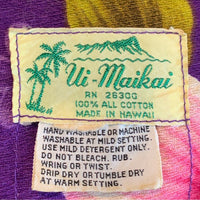 Ui-Maikai
RN 26300
100% ALL COTTON
MADE IN HAWAII
HAND WASHABLE OR MACHINE
WASHABLE AT MILD SETTING.
USE MILD DETERGENT ONLY.
DO NOT BLEACH, RUB,
WRING OR TWIST.
DRIP DRY OR TUMBLE DRY
AT WARM SETTING.